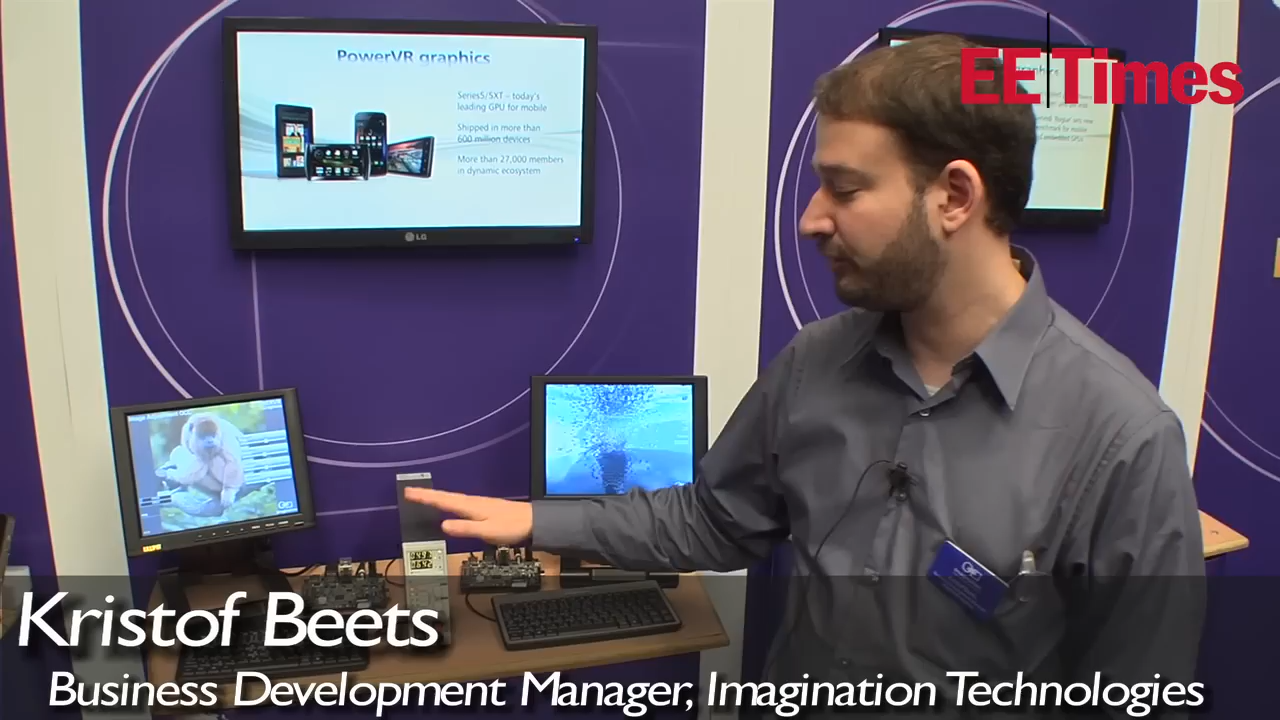 EETimes
PowerVR graphics
Series5/5XT – today's
leading GPU for mobile
Shipped in more than
600 million devices
More than 27,000 members
in dynamic ecosystem
LG
Kristof Beets
Business Development Manager, Imagination Technologies